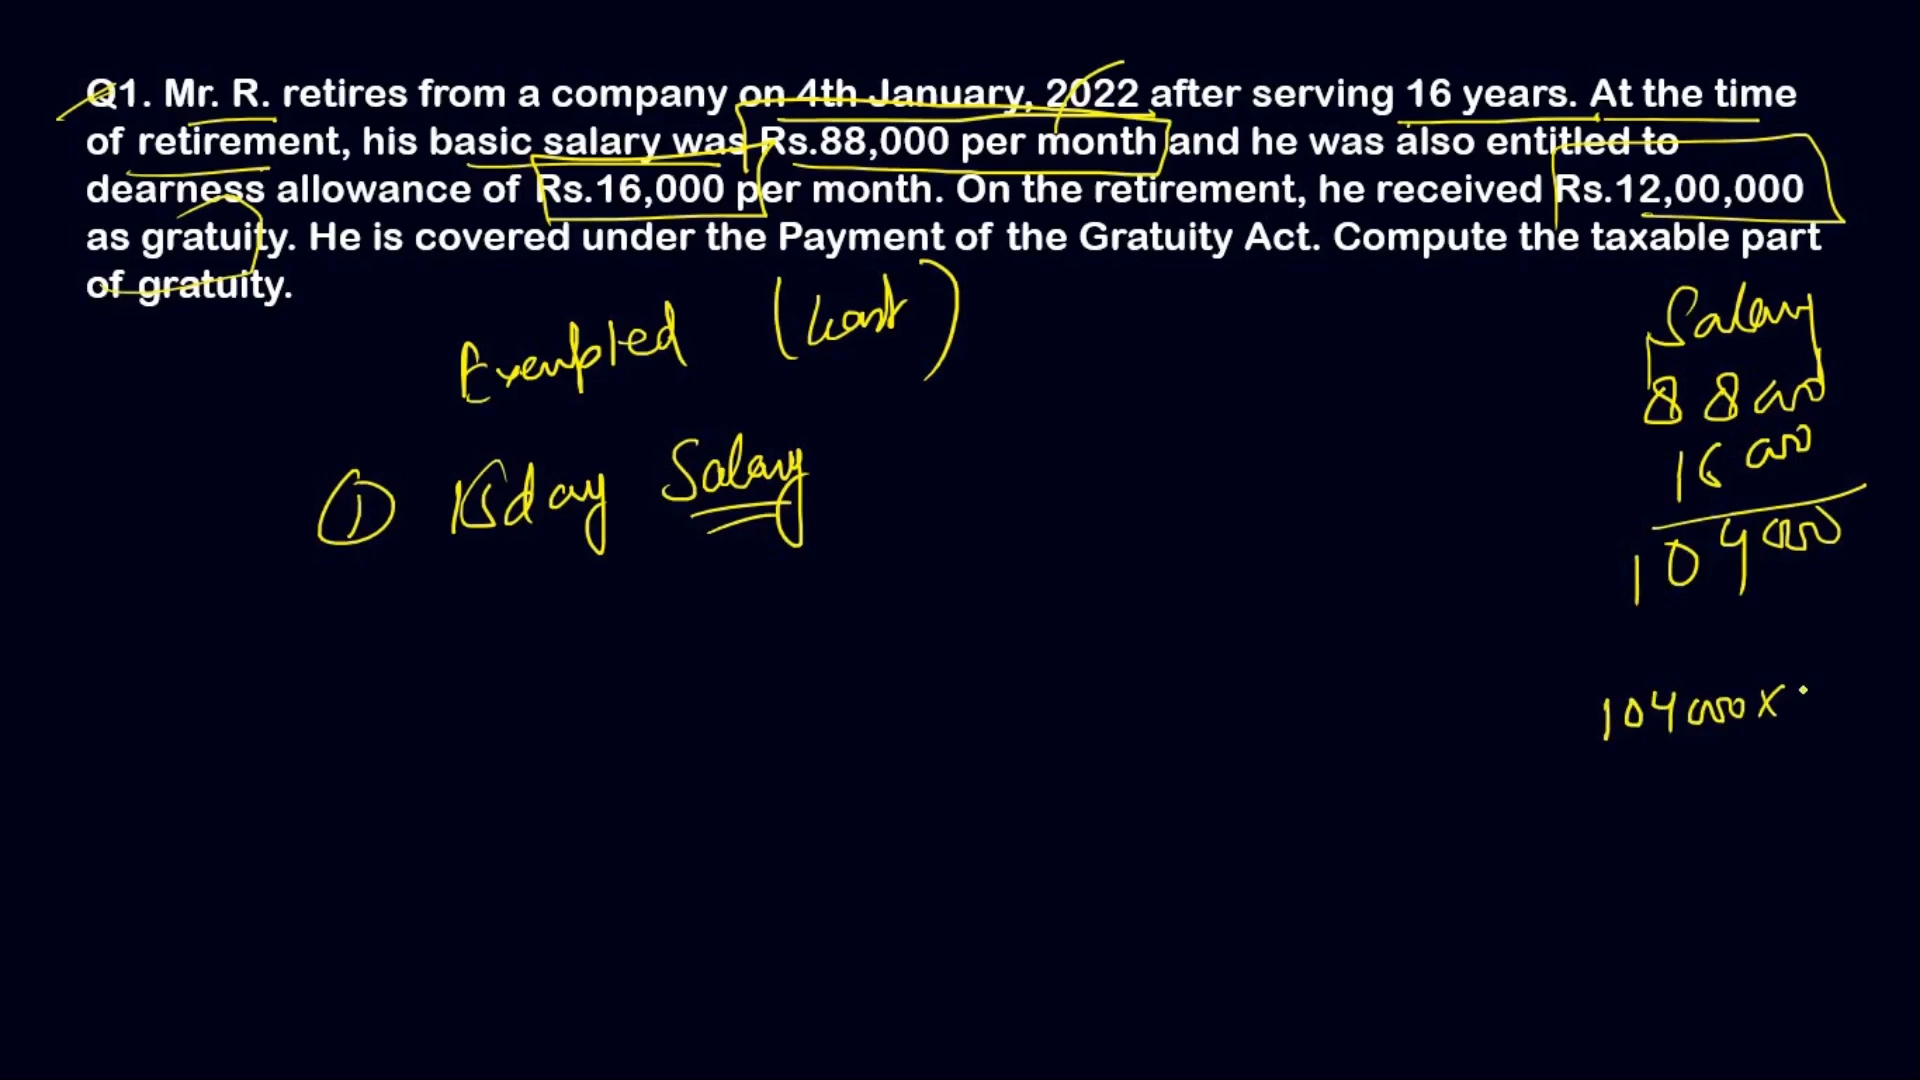 Q1. Mr. R. retires from a company on 4th January, 2022 after serving 16 years. At the time
of retirement, his basic salary was Rs.88,000 per month and he was also entitled to
dearness allowance of Rs.16,000 per month. On the retirement, he received Rs.12,00,000
as gratuity. He is covered under the Payment of the Gratuity Act. Compute the taxable part
of gratuity.
Exempted (Least)
Salary
88000
16000
① 15 day Salary
104000
104000 X